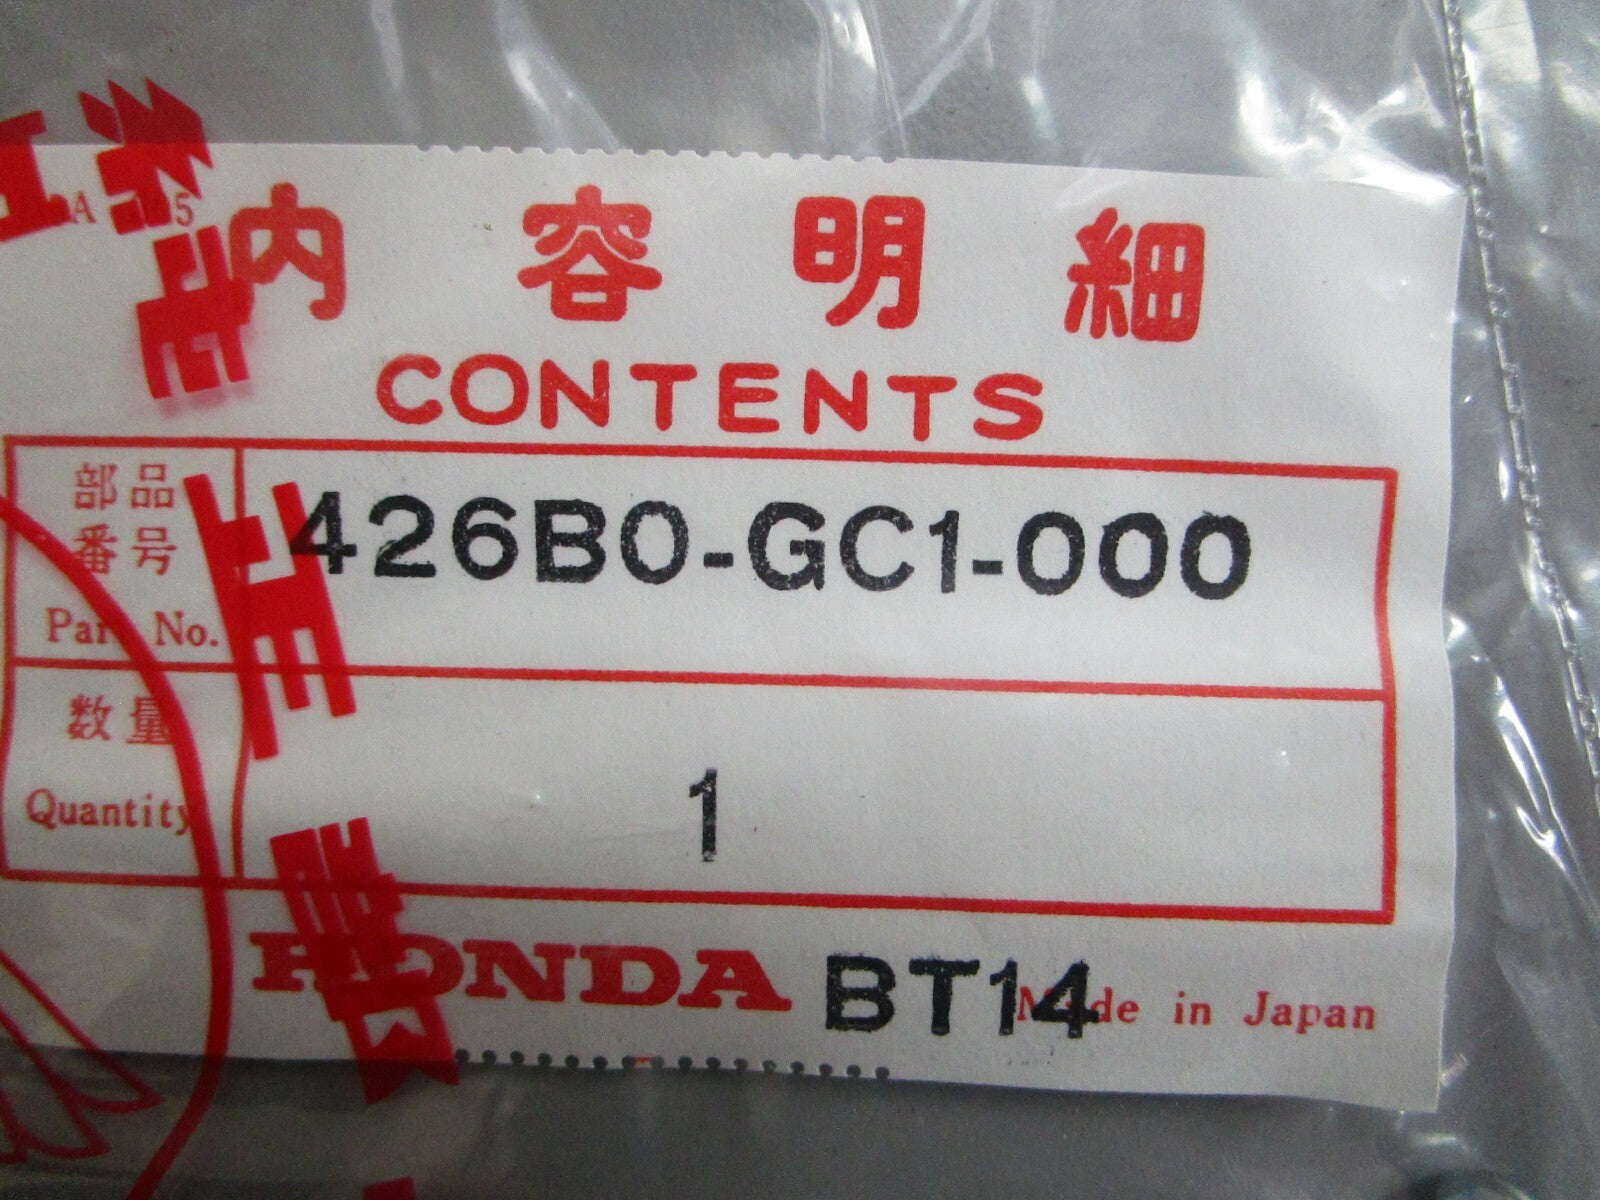 内容明細
CONTENTS
部品
番号
Part No.
426B0-GC1-000
数量
Quantity
1
HONDA BT14 Made in Japan